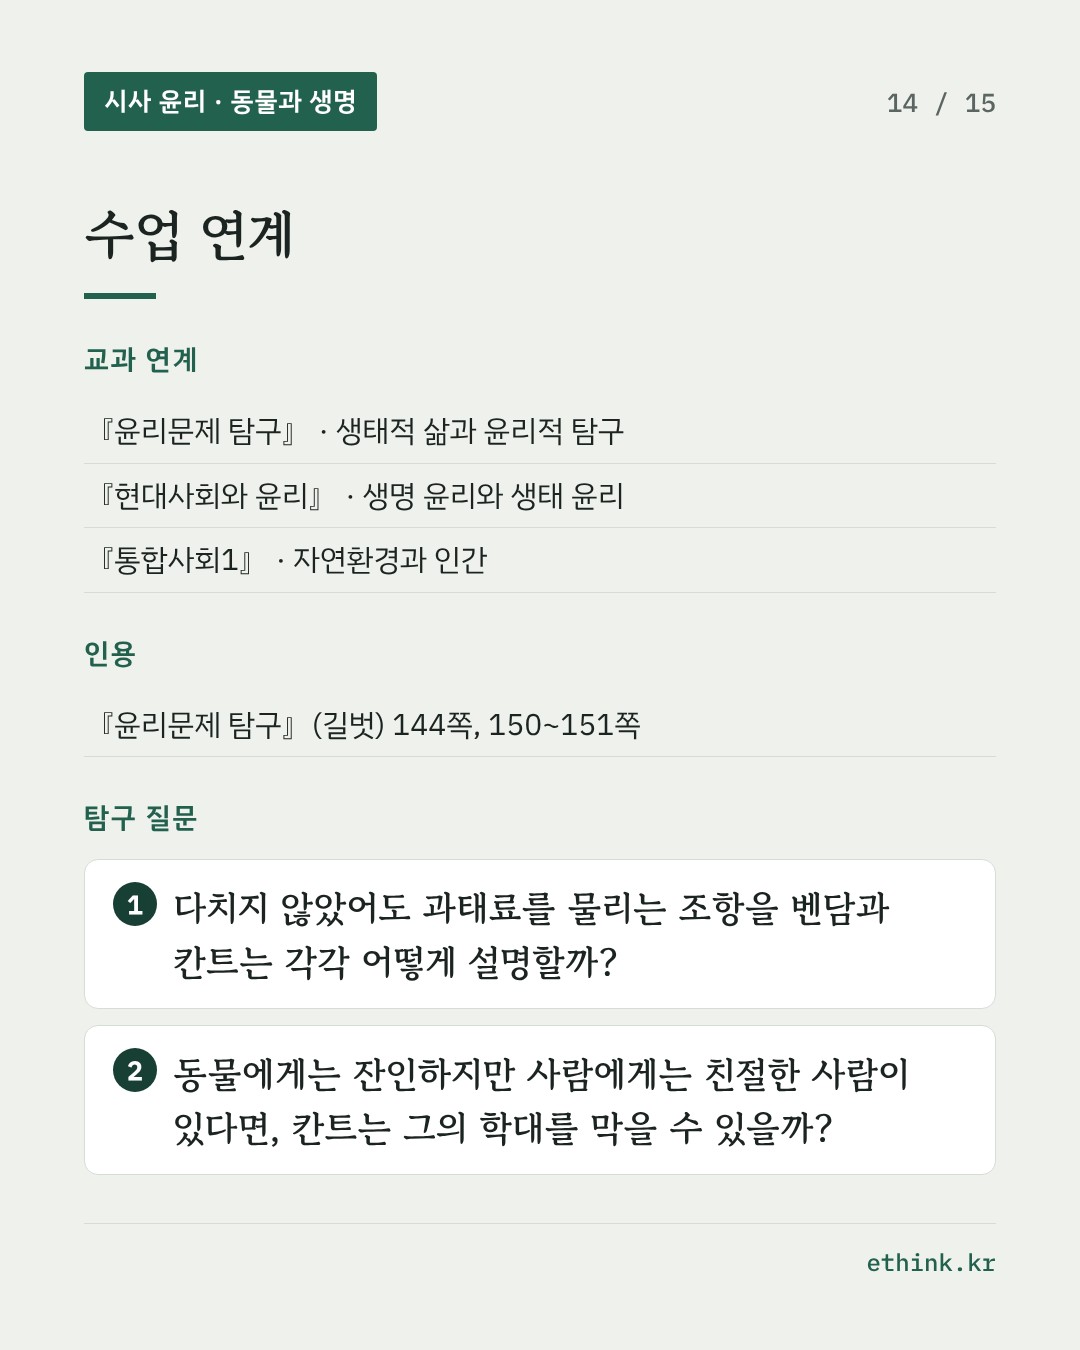 시사 윤리 · 동물과 생명
14 / 15
수업 연계
교과 연계
『윤리문제 탐구』 · 생태적 삶과 윤리적 탐구
『현대사회와 윤리』 · 생명 윤리와 생태 윤리
『통합사회1』 · 자연환경과 인간
인용
『윤리문제 탐구』 (길벗) 144쪽, 150~151쪽
탐구 질문
1 다치지 않았어도 과태료를 물리는 조항을 벤담과
칸트는 각각 어떻게 설명할까?
2 동물에게는 잔인하지만 사람에게는 친절한 사람이
있다면, 칸트는 그의 학대를 막을 수 있을까?
ethink.kr